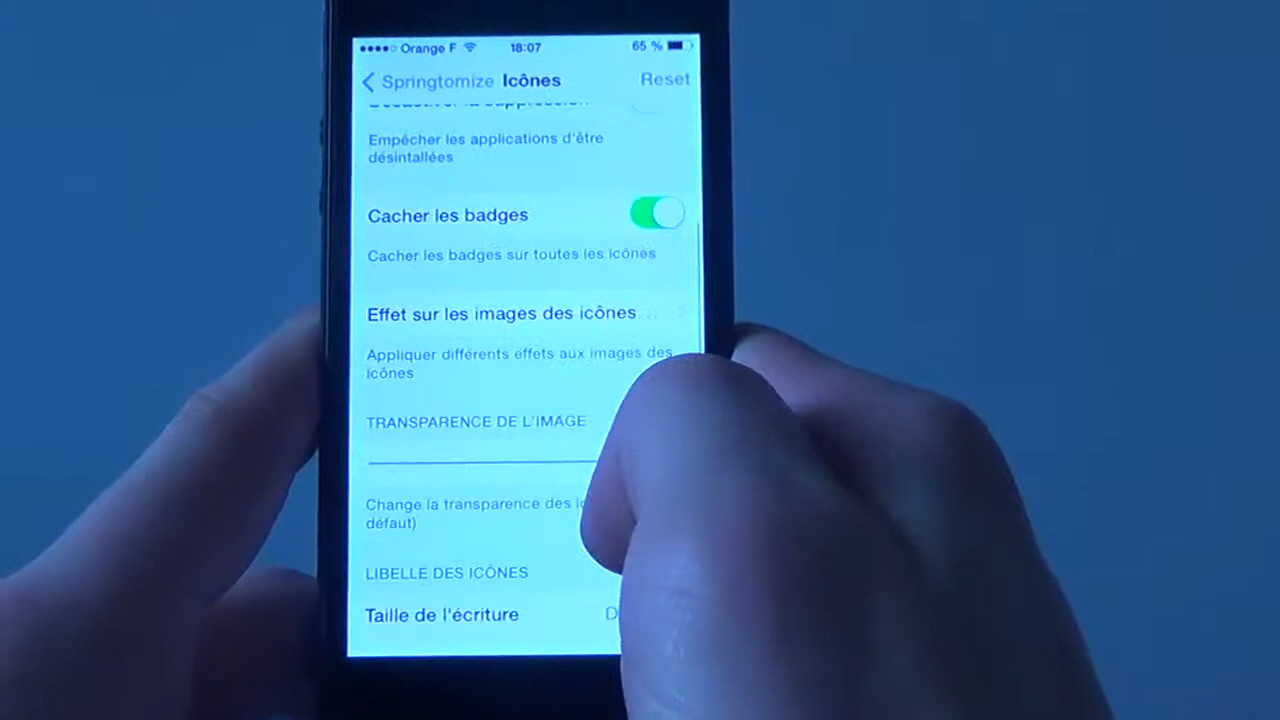 Orange F 18:07 65 %
Springtomize Icônes Reset
Empêcher les applications d'être
désintallées
Cacher les badges
Cacher les badges sur toutes les icônes
Effet sur les images des icônes
Appliquer différents effets aux images des
icônes
TRANSPARENCE DE L'IMAGE
Change la transparence des
défaut)
LIBELLE DES ICÔNES
Taille de l'écriture